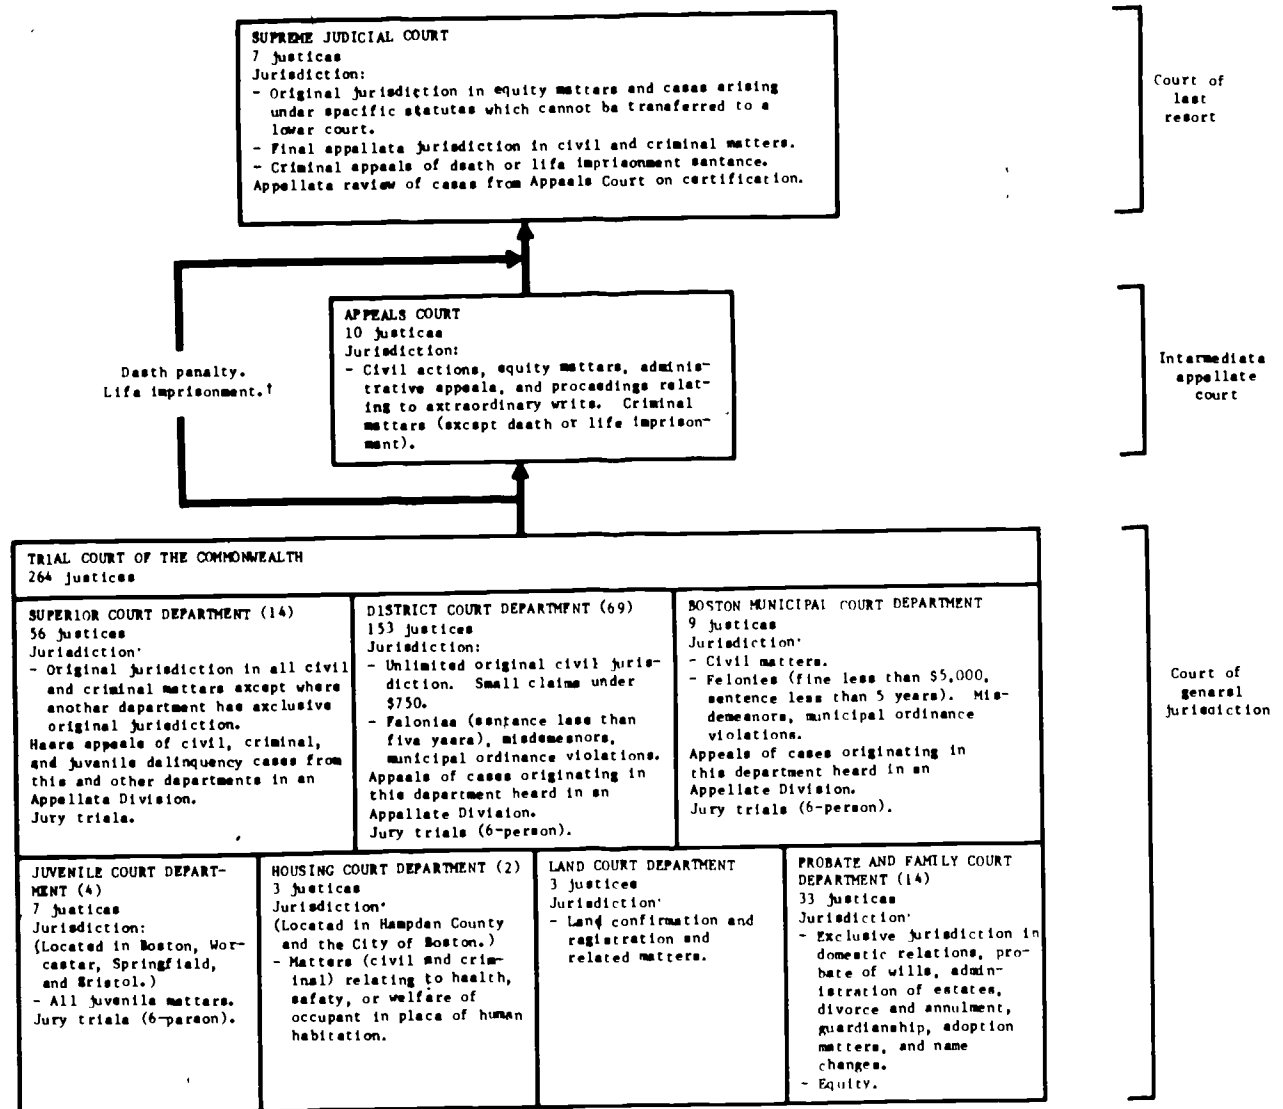 SUPREME JUDICIAL COURT
7 justices
Jurisdiction:
- Original jurisdiction in equity matters and cases arising
under specific statutes which cannot be transferred to a
lower court.
- Final appellate jurisdiction in civil and criminal matters.
- Criminal appeals of death or life imprisonment sentance.
Appellate review of cases from Appeals Court on certification.
Court of
last
resort
APPEALS COURT
10 justices
Jurisdiction:
- Civil actions, equity matters, adminis-
trative appeals, and proceedings relat-
ing to extraordinary writs. Criminal
matters (except death or life imprison-
ment).
Death penalty.
Life imprisonment.†
Intermediate
appellate
court
TRIAL COURT OF THE COMMONWEALTH
264 justices
SUPERIOR COURT DEPARTMENT (14)
56 justices
Jurisdiction:
- Original jurisdiction in all civil
and criminal matters except where
another department has exclusive
original jurisdiction.
Hears appeals of civil, criminal,
and juvenile delinquency cases from
this and other departments in an
Appellate Division.
Jury trials.
DISTRICT COURT DEPARTMENT (69)
153 justices
Jurisdiction:
- Unlimited original civil juris-
diction. Small claims under
$750.
- Felonies (sentance less than
five years), misdemeanors,
municipal ordinance violations.
Appeals of cases originating in
this department heard in an
Appellate Division.
Jury trials (6-person).
BOSTON MUNICIPAL COURT DEPARTMENT
9 justices
Jurisdiction:
- Civil matters.
- Felonies (fine less than $5,000,
sentence less than 5 years). Mis-
demeanors, municipal ordinance
violations.
Appeals of cases originating in
this department heard in an
Appellate Division.
Jury trials (6-person).
Court of
general
jurisdiction
JUVENILE COURT DEPART-
MENT (4)
7 justices
Jurisdiction:
(Located in Boston, Wor-
cester, Springfield,
and Bristol.)
- All juvenile matters.
Jury trials (6-person).
HOUSING COURT DEPARTMENT (2)
3 justices
Jurisdiction:
(Located in Hampden County
and the City of Boston.)
- Matters (civil and crim-
inal) relating to health,
safety, or welfare of
occupant in place of human
habitation.
LAND COURT DEPARTMENT
3 justices
Jurisdiction:
- Land confirmation and
registration and
related matters.
PROBATE AND FAMILY COURT
DEPARTMENT (14)
33 justices
Jurisdiction:
- Exclusive jurisdiction in
domestic relations, pro-
bate of wills, admin-
istration of estates,
divorce and annulment,
guardianship, adoption
matters, and name
changes.
- Equity.